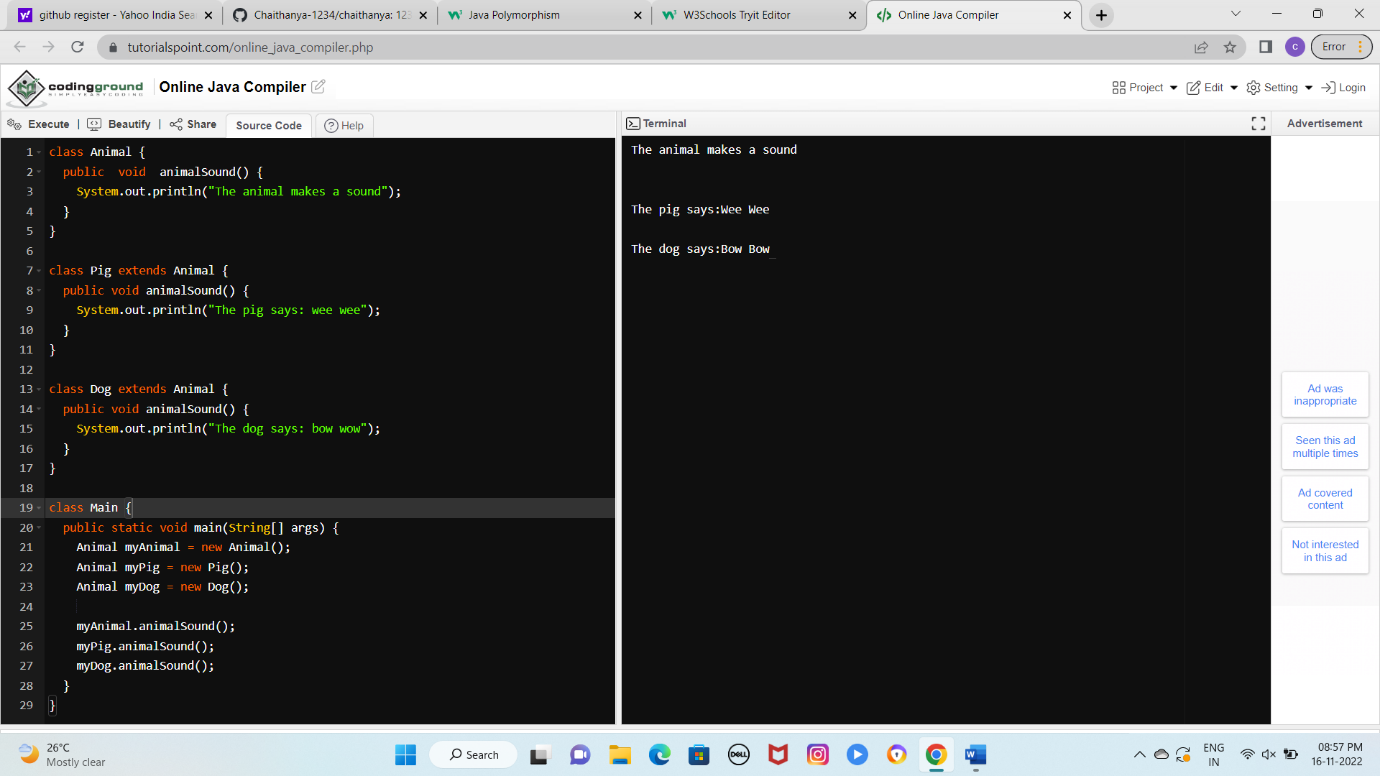 github register - Yahoo India Sea
Chaithanya-1234/chaithanya: 123
Java Polymorphism
W3Schools Tryit Editor
Online Java Compiler
tutorialspoint.com/online_java_compiler.php
C
Error
codingground
SIMPLYEASYCODING
Online Java Compiler
Project
Edit
Setting
Login
Execute | Beautify | Share
Source Code
Help
Terminal
Advertisement
1 class Animal {
2 public  void  animalSound() {
3 System.out.println("The animal makes a sound");
4 }
5 }
6
7 class Pig extends Animal {
8 public void animalSound() {
9 System.out.println("The pig says: wee wee");
10 }
11 }
12
13 class Dog extends Animal {
14 public void animalSound() {
15 System.out.println("The dog says: bow wow");
16 }
17 }
18
19 class Main {
20 public static void main(String[] args) {
21 Animal myAnimal = new Animal();
22 Animal myPig = new Pig();
23 Animal myDog = new Dog();
24
25 myAnimal.animalSound();
26 myPig.animalSound();
27 myDog.animalSound();
28 }
29 }
The animal makes a sound
The pig says:Wee Wee
The dog says:Bow Bow_
Ad was
inappropriate
Seen this ad
multiple times
Ad covered
content
Not interested
in this ad
26°C
Mostly clear
Search
DELL
ENG
IN
08:57 PM
16-11-2022